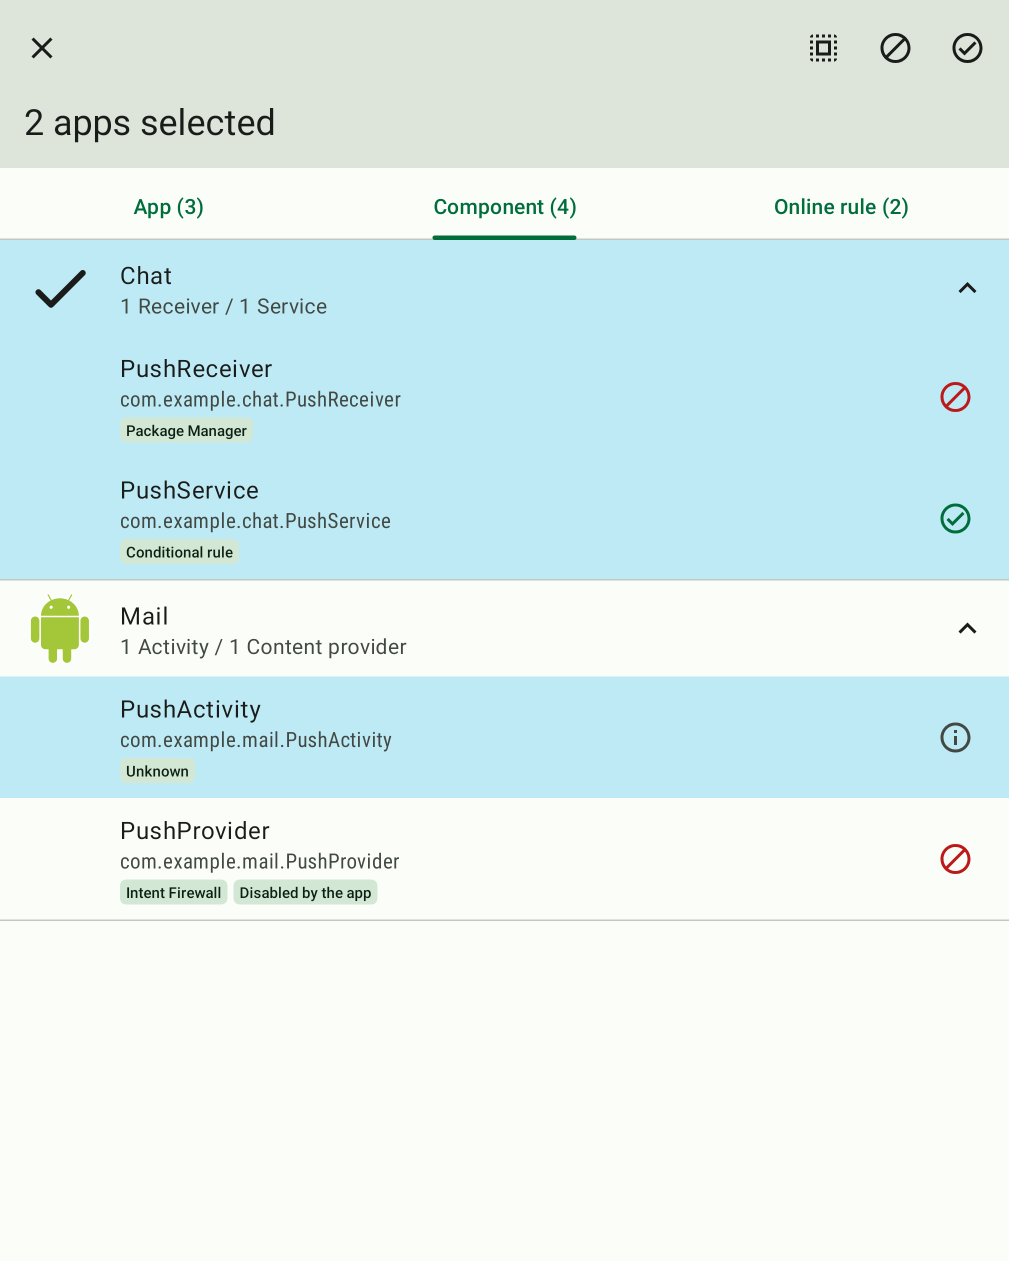 2 apps selected
App (3)
Component (4)
Online rule (2)
Chat
1 Receiver / 1 Service
PushReceiver
com.example.chat.PushReceiver
Package Manager
PushService
com.example.chat.PushService
Conditional rule
Mail
1 Activity / 1 Content provider
PushActivity
com.example.mail.PushActivity
Unknown
PushProvider
com.example.mail.PushProvider
Intent Firewall Disabled by the app